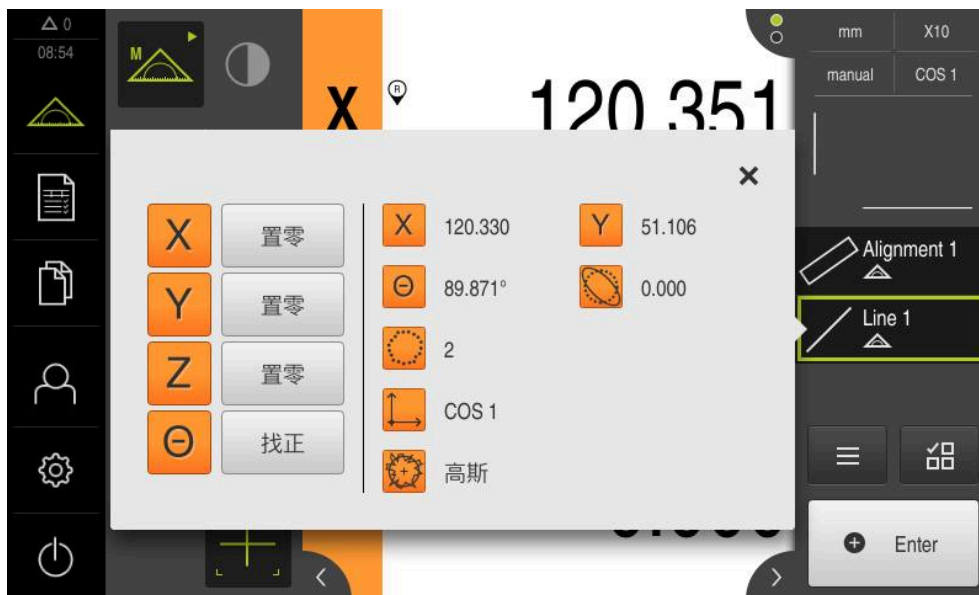 0
08:54
M
X
R
120.351
mm
X10
manual
COS 1
X
置零
X
120.330
Y
51.106
Y
置零
Θ
89.871°
0.000
Z
置零
2
Θ
找正
COS 1
高斯
Alignment 1
Line 1
Enter